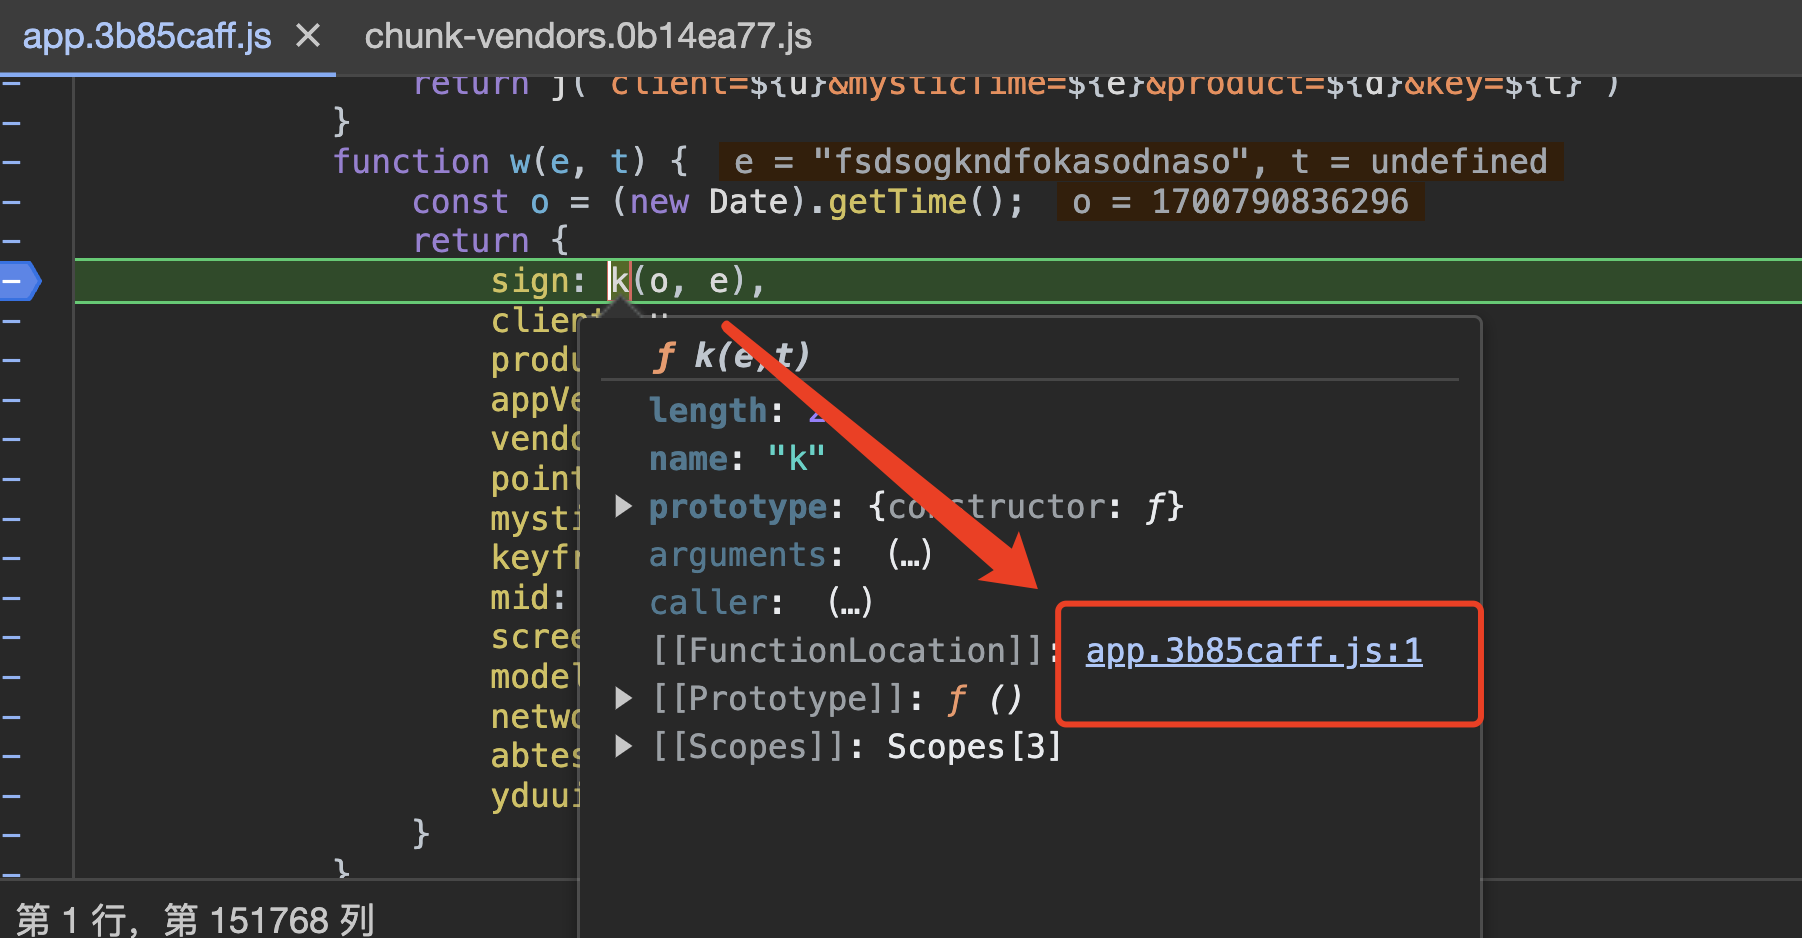 app.3b85caff.js × chunk-vendors.0b14ea77.js
return j(`client=${u}&mysticTime=${e}&product=${d}&key=${t}`)
}
function w(e, t) { e = "fsdsogkndfokasodnaso", t = undefined
const o = (new Date).getTime(); o = 1700790836296
return {
sign: k(o, e),
client
produ
appVe
vendo
point
mysti
keyfr
mid:
scree
model
netwo
abtes
yduui
}
}
ƒ k(e,t)
length: 2
name: "k"
prototype: {constructor: ƒ}
arguments: (…)
caller: (…)
[[FunctionLocation]]: app.3b85caff.js:1
[[Prototype]]: ƒ ()
[[Scopes]]: Scopes[3]
第 1 行，第 151768 列